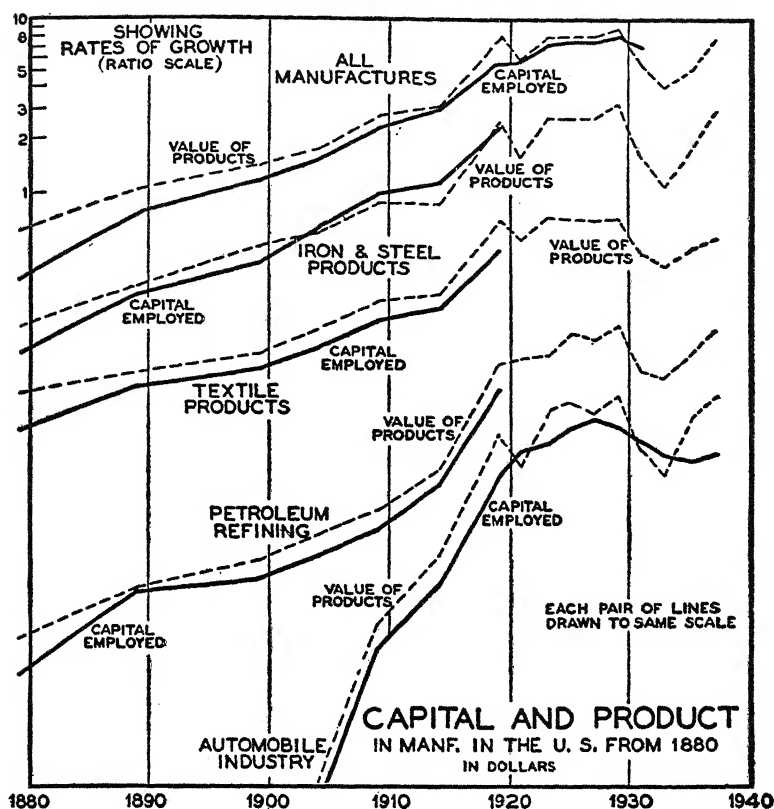 SHOWING
RATES OF GROWTH
(RATIO SCALE)
10
8
6
5
4
3
2
1
ALL
MANUFACTURES
CAPITAL
EMPLOYED
VALUE OF
PRODUCTS
VALUE OF
PRODUCTS
IRON & STEEL
PRODUCTS
VALUE OF
PRODUCTS
CAPITAL
EMPLOYED
CAPITAL
EMPLOYED
TEXTILE
PRODUCTS
VALUE OF
PRODUCTS
PETROLEUM
REFINING
CAPITAL
EMPLOYED
VALUE OF
PRODUCTS
EACH PAIR OF LINES
DRAWN TO SAME SCALE
CAPITAL
EMPLOYED
CAPITAL AND PRODUCT
IN MANF. IN THE U. S. FROM 1880
IN DOLLARS
AUTOMOBILE
INDUSTRY
1880 1890 1900 1910 1920 1930 1940